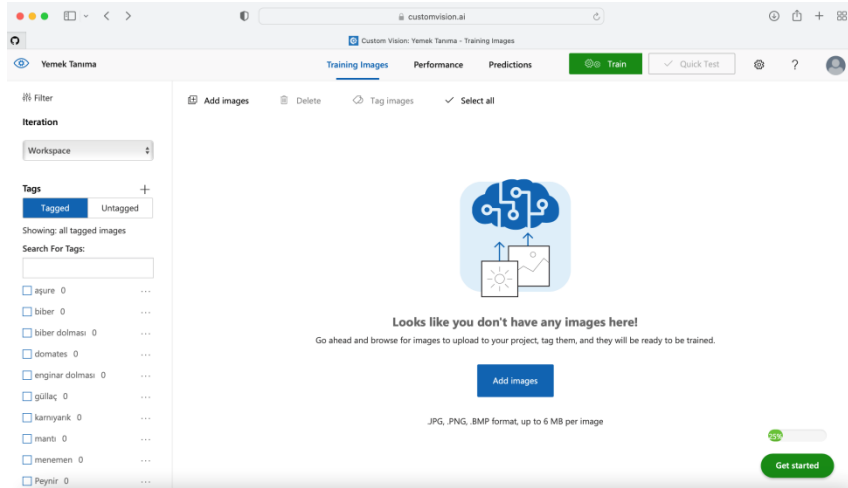 customvision.ai
Custom Vision: Yemek Tanıma - Training Images
Yemek Tanıma
Training Images
Performance
Predictions
Train
Quick Test
?
Filter
Add images
Delete
Tag images
Select all
Iteration
Workspace
Tags
Tagged
Untagged
Showing: all tagged images
Search For Tags:
aşure 0
biber 0
biber dolması 0
domates 0
enginar dolması 0
güllaç 0
karnıyarık 0
mantı 0
menemen 0
Peynir 0
Looks like you don't have any images here!
Go ahead and browse for images to upload to your project, tag them, and they will be ready to be trained.
Add images
.JPG, .PNG, .BMP format, up to 6 MB per image
25%
Get started